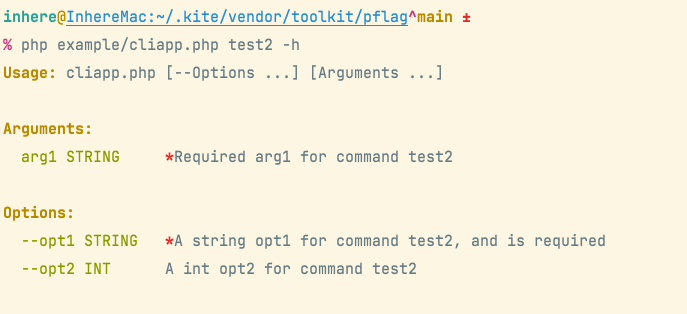 inhere@InhereMac:~/.kite/vendor/toolkit/pflag^main ±
% php example/cliapp.php test2 -h
Usage: cliapp.php [--Options ...] [Arguments ...]
Arguments:
  arg1 STRING     *Required arg1 for command test2
Options:
  --opt1 STRING   *A string opt1 for command test2, and is required
  --opt2 INT      A int opt2 for command test2